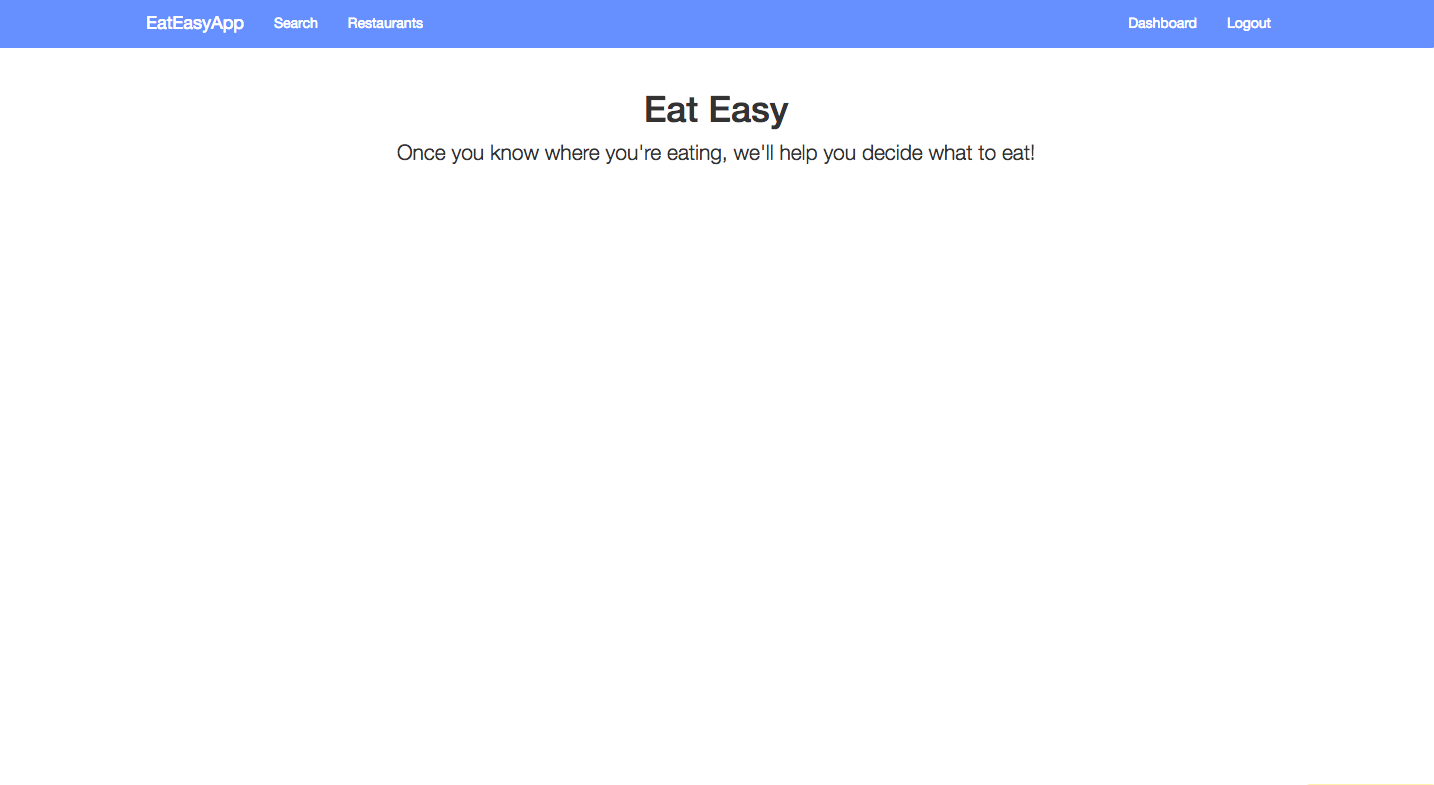 EatEasyApp Search Restaurants Dashboard Logout
Eat Easy
Once you know where you're eating, we'll help you decide what to eat!